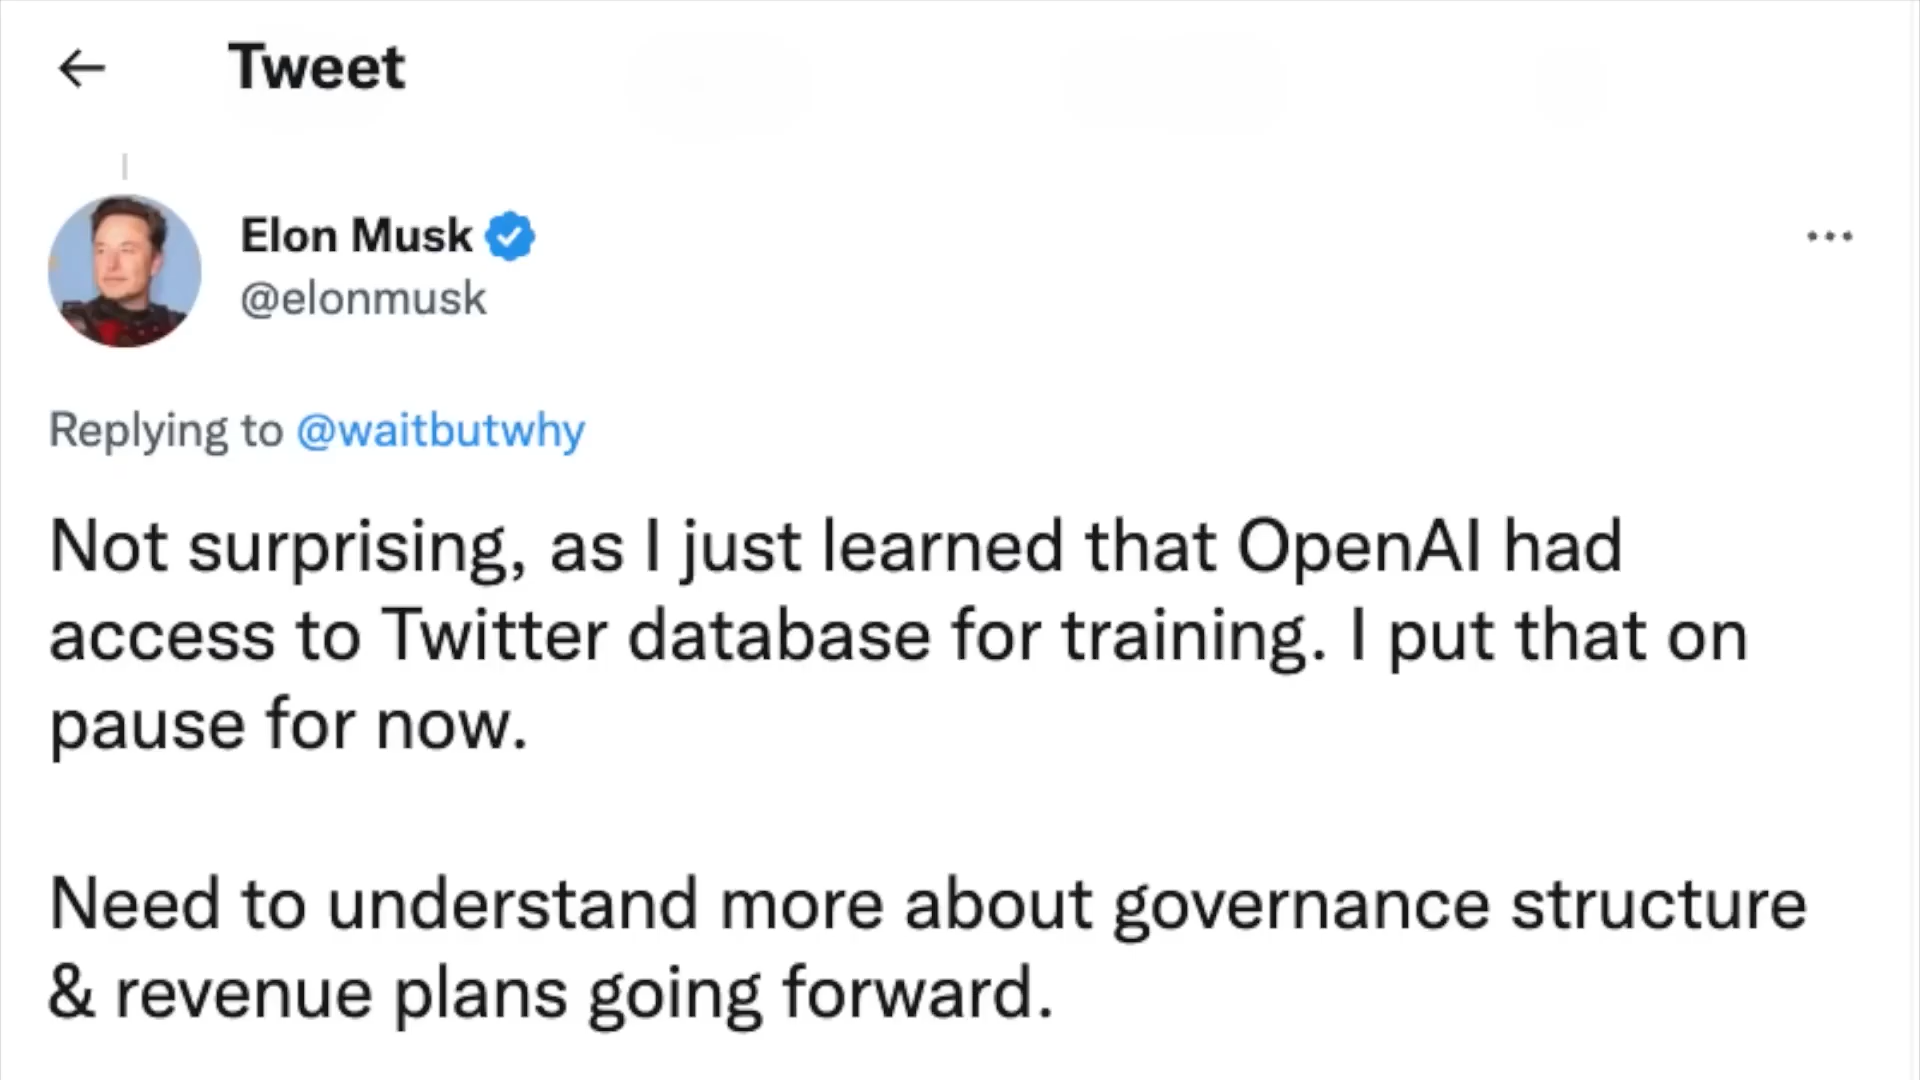 Tweet
Elon Musk
@elonmusk
Replying to @waitbutwhy
Not surprising, as I just learned that OpenAI had
access to Twitter database for training. I put that on
pause for now.
Need to understand more about governance structure
& revenue plans going forward.